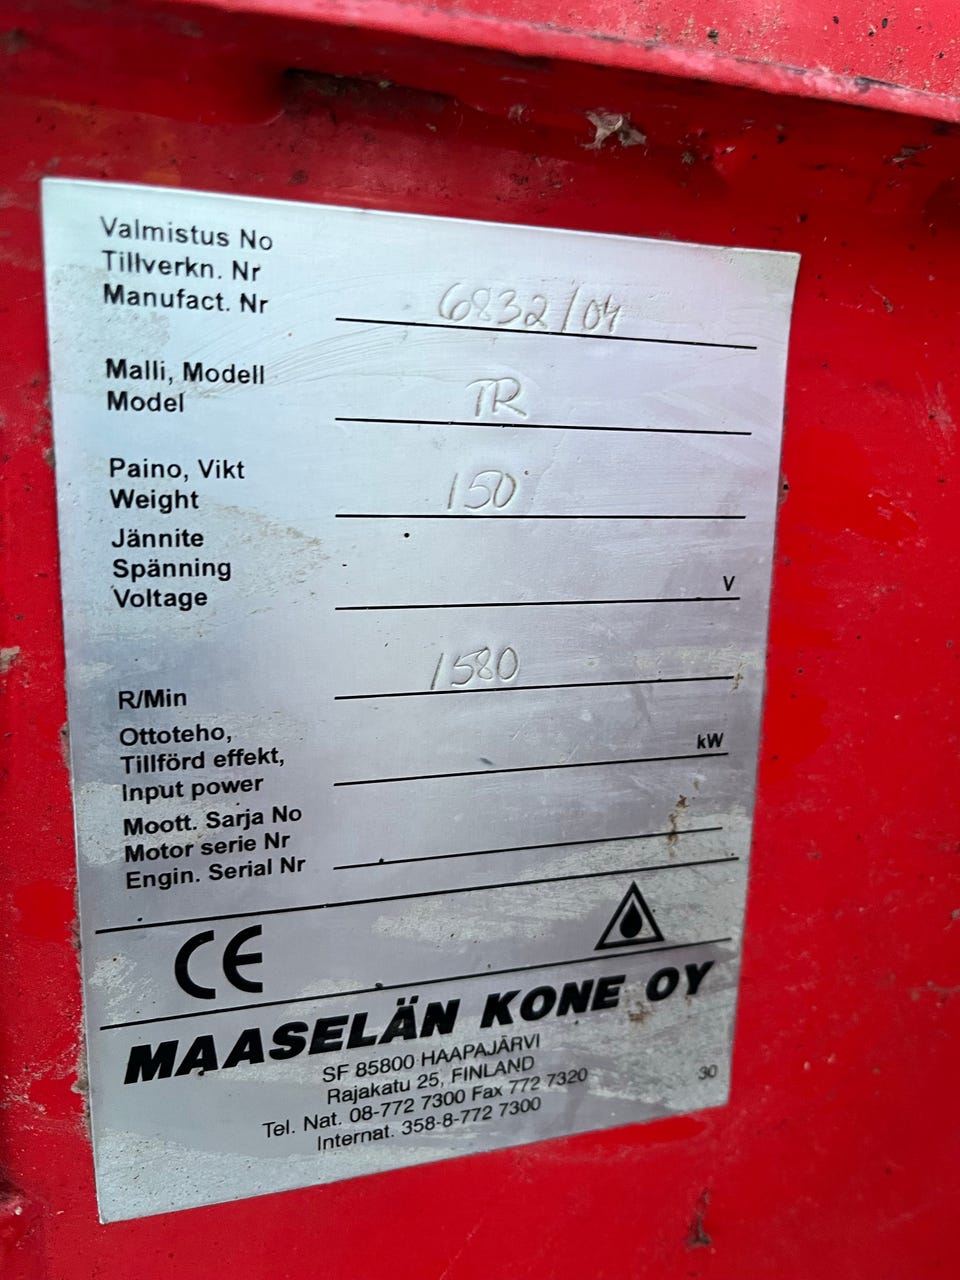 Valmistus No
Tillverkn. Nr
Manufact. Nr 6832/04
Malli, Modell
Model TR
Paino, Vikt
Weight 150
Jännite
Spänning
Voltage V
R/Min 1580
Ottoteho,
Tillförd effekt,
Input power kW
Moott. Sarja No
Motor serie Nr
Engin. Serial Nr
CE
MAASELÄN KONE OY
SF 85800 HAAPAJÄRVI
Rajakatu 25, FINLAND
Tel. Nat. 08-772 7300 Fax 772 7320
Internat. 358-8-772 7300
30